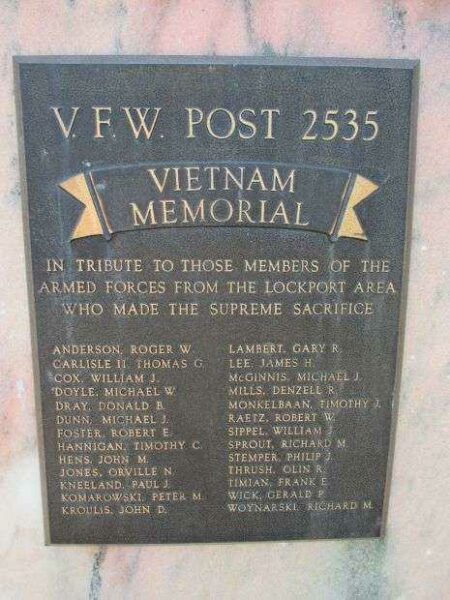 V.F.W. POST 2535
VIETNAM
MEMORIAL
IN TRIBUTE TO THOSE MEMBERS OF THE
ARMED FORCES FROM THE LOCKPORT AREA
WHO MADE THE SUPREME SACRIFICE
ANDERSON, ROGER W.
CARLISLE II, THOMAS G.
COX, WILLIAM J.
DOYLE, MICHAEL W.
DRAY, DONALD B.
DUNN, MICHAEL J.
FOSTER, ROBERT E.
HANNIGAN, TIMOTHY C.
HENS, JOHN M.
JONES, ORVILLE N.
KNEELAND, PAUL J.
KOMAROWSKI, PETER M.
KROULIS, JOHN D.
LAMBERT, GARY R.
LEE, JAMES H.
McGINNIS, MICHAEL J.
MILLS, DENZELL R.
MONKELBAAN, TIMOTHY J.
RAETZ, ROBERT W.
SIPPEL, WILLIAM J.
SPROUT, RICHARD M.
STEMPER, PHILIP J.
THRUSH, OLIN R.
TIMIAN, FRANK E.
WICK, GERALD P.
WOYNARSKI, RICHARD M.